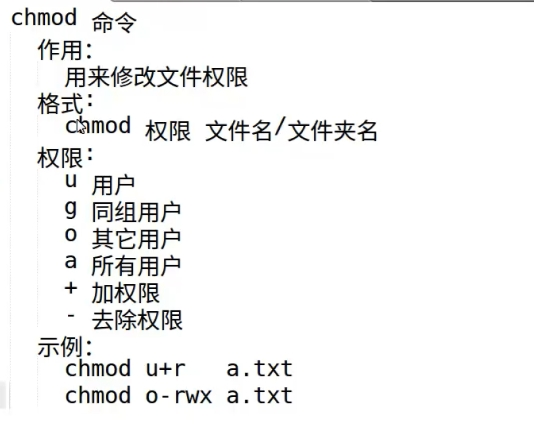 chmod 命令
作用:
用来修改文件权限
格式:
chmod 权限 文件名/文件夹名
权限:
u 用户
g 同组用户
o 其它用户
a 所有用户
+ 加权限
- 去除权限
示例:
chmod u+r   a.txt
chmod o-rwx a.txt